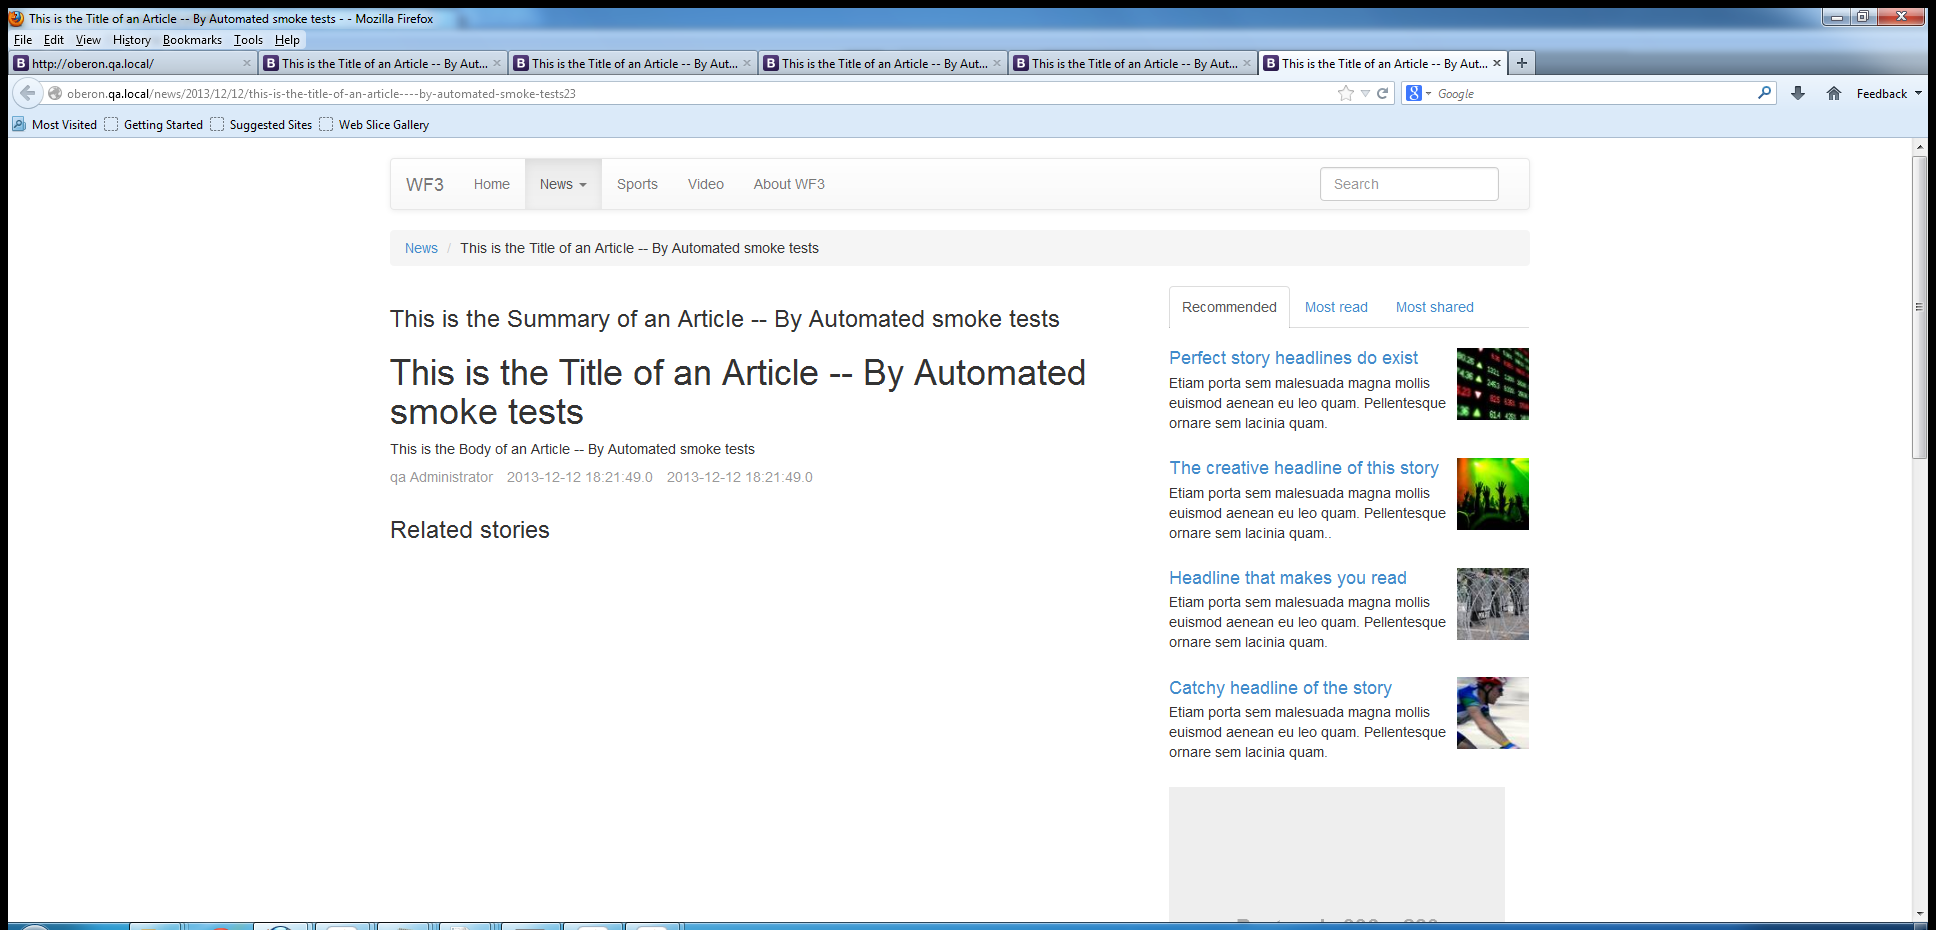 This is the Title of an Article -- By Automated smoke tests - - Mozilla Firefox
File Edit View History Bookmarks Tools Help
http://oberon.qa.local/
This is the Title of an Article -- By Aut...
This is the Title of an Article -- By Aut...
This is the Title of an Article -- By Aut...
This is the Title of an Article -- By Aut...
This is the Title of an Article -- By Aut...
oberon.qa.local/news/2013/12/12/this-is-the-title-of-an-article----by-automated-smoke-tests23
Google
Feedback
Most Visited Getting Started Suggested Sites Web Slice Gallery
WF3 Home News Sports Video About WF3 Search
News / This is the Title of an Article -- By Automated smoke tests
This is the Summary of an Article -- By Automated smoke tests
This is the Title of an Article -- By Automated
smoke tests
This is the Body of an Article -- By Automated smoke tests
qa Administrator 2013-12-12 18:21:49.0 2013-12-12 18:21:49.0
Related stories
Recommended Most read Most shared
Perfect story headlines do exist
Etiam porta sem malesuada magna mollis
euismod aenean eu leo quam. Pellentesque
ornare sem lacinia quam.
The creative headline of this story
Etiam porta sem malesuada magna mollis
euismod aenean eu leo quam. Pellentesque
ornare sem lacinia quam..
Headline that makes you read
Etiam porta sem malesuada magna mollis
euismod aenean eu leo quam. Pellentesque
ornare sem lacinia quam.
Catchy headline of the story
Etiam porta sem malesuada magna mollis
euismod aenean eu leo quam. Pellentesque
ornare sem lacinia quam.